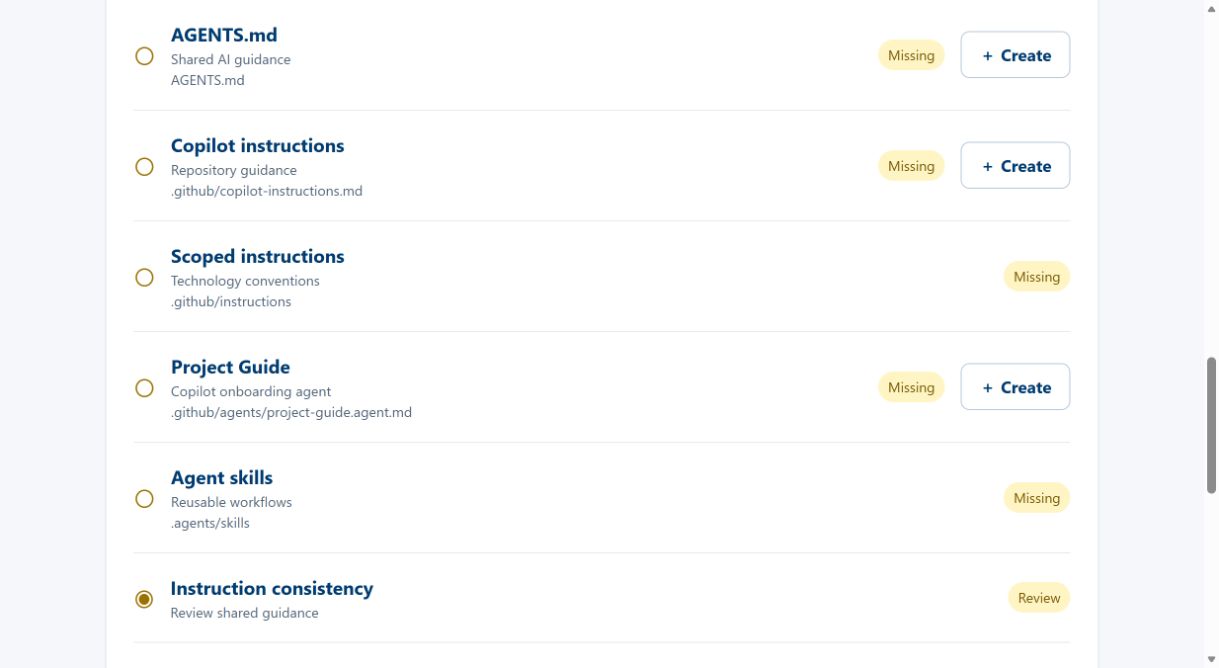 AGENTS.md
Shared AI guidance
AGENTS.md
Missing
+ Create
Copilot instructions
Repository guidance
.github/copilot-instructions.md
Missing
+ Create
Scoped instructions
Technology conventions
.github/instructions
Missing
Project Guide
Copilot onboarding agent
.github/agents/project-guide.agent.md
Missing
+ Create
Agent skills
Reusable workflows
.agents/skills
Missing
Instruction consistency
Review shared guidance
Review